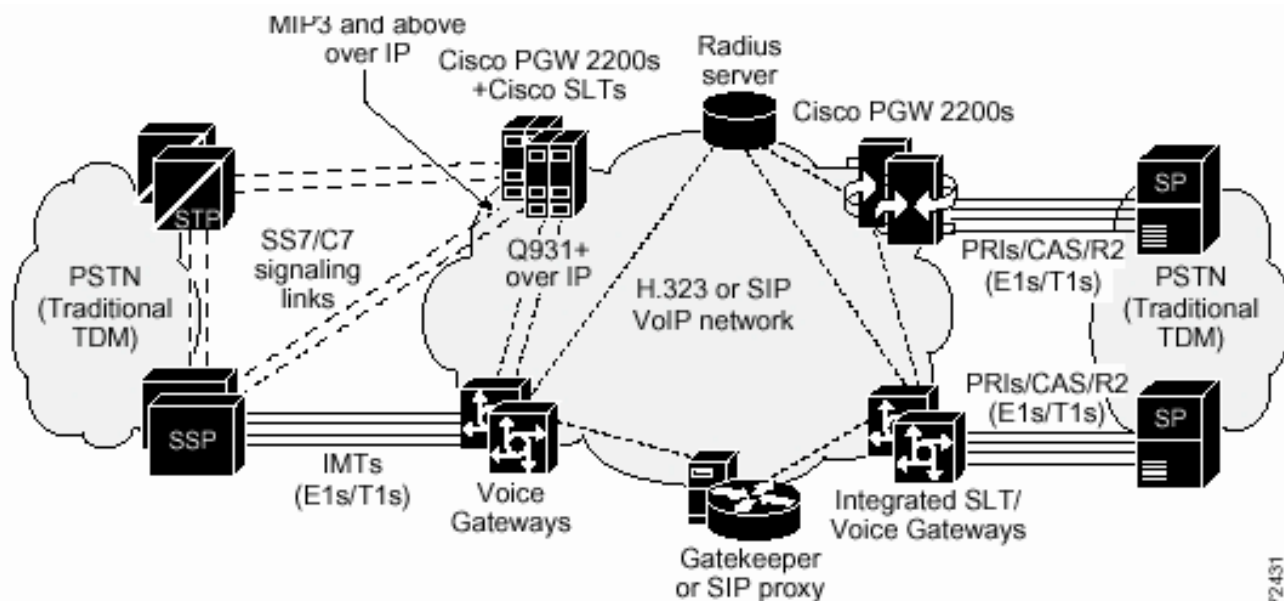 MIP3 and above
over IP
Cisco PGW 2200s
+Cisco SLTs
Radius
server
Cisco PGW 2200s
STP
SP
SS7/C7
signaling
links
Q931+
over IP
PSTN
(Traditional
TDM)
H.323 or SIP
VoIP network
PRIs/CAS/R2
(E1s/T1s)
PSTN
(Traditional
TDM)
PRIs/CAS/R2
(E1s/T1s)
SSP
SP
IMTs
(E1s/T1s)
Voice
Gateways
Integrated SLT/
Voice Gateways
Gatekeeper
or SIP proxy
72431